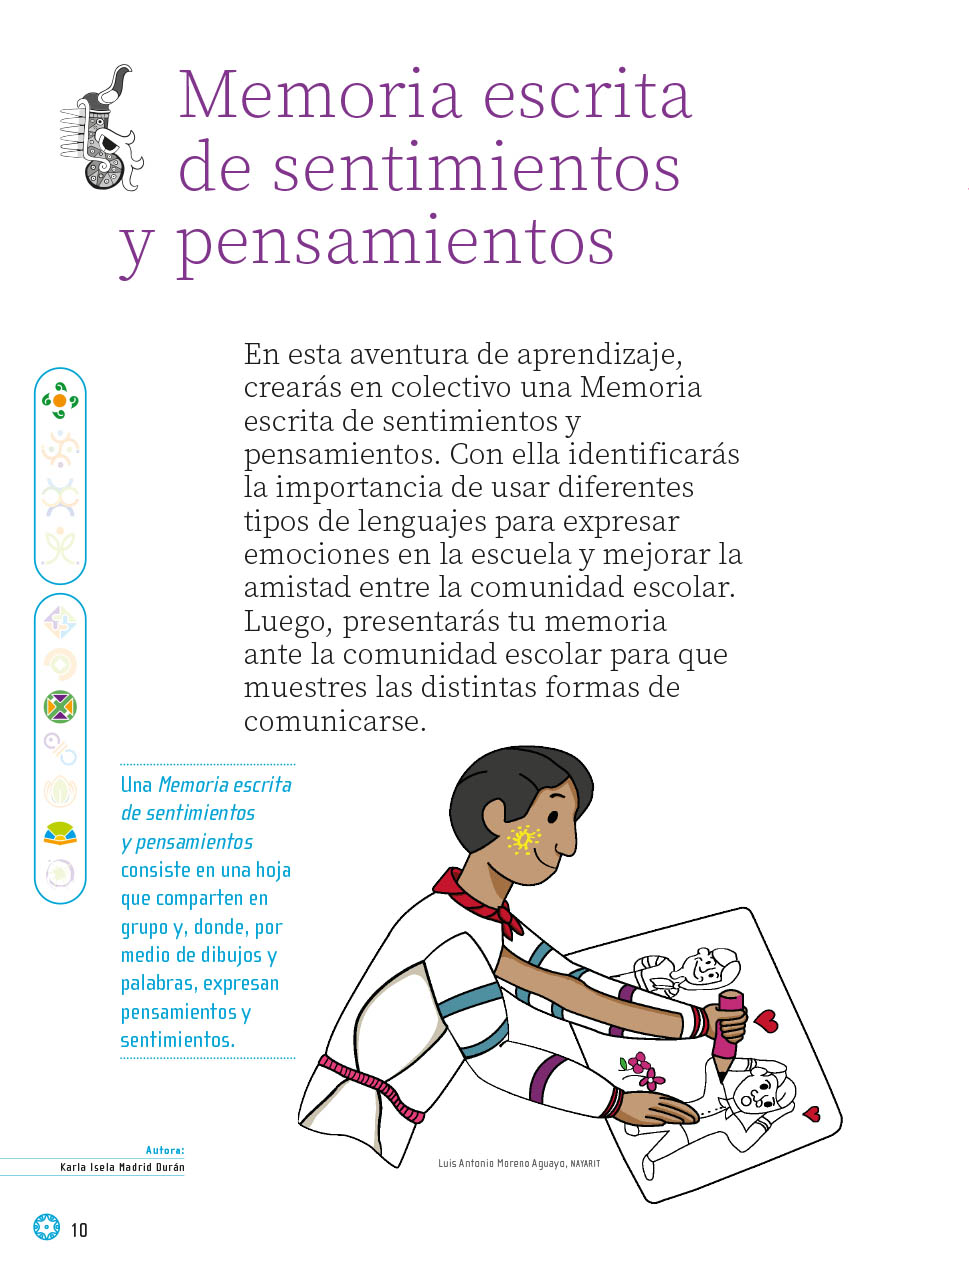 Memoria escrita
de sentimientos
y pensamientos
En esta aventura de aprendizaje,
crearás en colectivo una Memoria
escrita de sentimientos y
pensamientos. Con ella identificarás
la importancia de usar diferentes
tipos de lenguajes para expresar
emociones en la escuela y mejorar la
amistad entre la comunidad escolar.
Luego, presentarás tu memoria
ante la comunidad escolar para que
muestres las distintas formas de
comunicarse.
Una Memoria escrita
de sentimientos
y pensamientos
consiste en una hoja
que comparten en
grupo y, donde, por
medio de dibujos y
palabras, expresan
pensamientos y
sentimientos.
Autora:
Karla Isela Madrid Durán
Luis Antonio Moreno Aguayo, NAYARIT
10